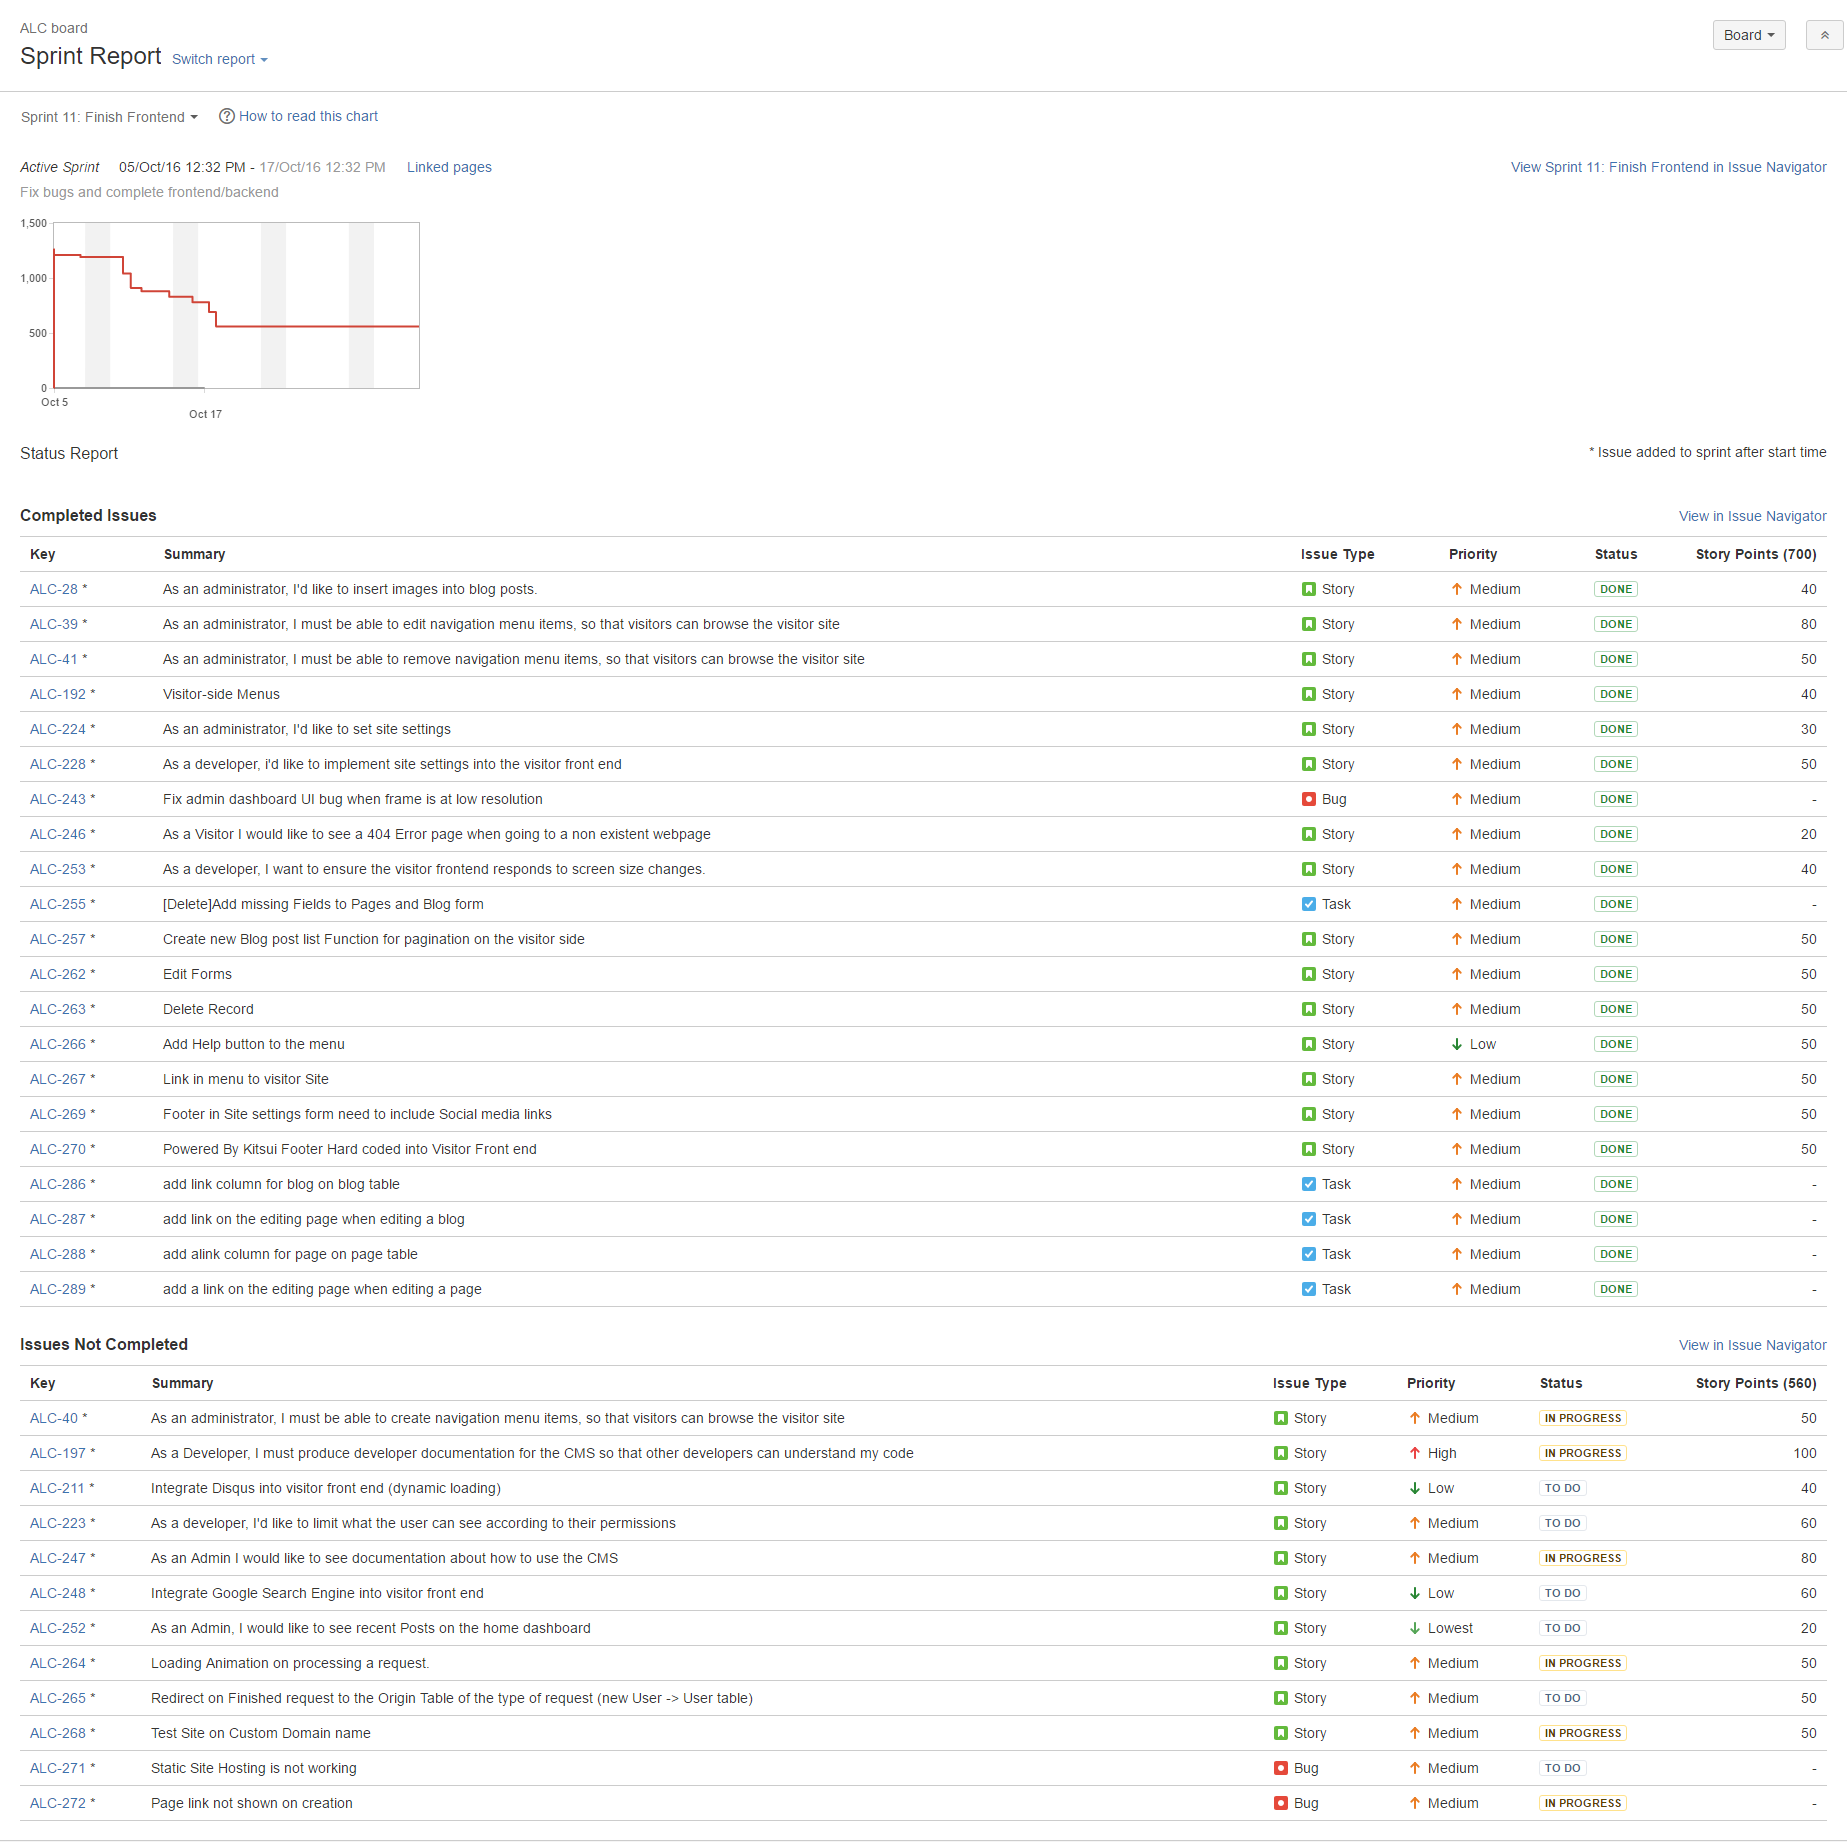 ALC board
Sprint Report Switch report
Board
Sprint 11: Finish Frontend ? How to read this chart
Active Sprint 05/Oct/16 12:32 PM - 17/Oct/16 12:32 PM Linked pages View Sprint 11: Finish Frontend in Issue Navigator
Fix bugs and complete frontend/backend
1,500
1,000
500
0
Oct 5
Oct 17
Status Report * Issue added to sprint after start time
Completed Issues View in Issue Navigator
Key Summary Issue Type Priority Status Story Points (700)
ALC-28 * As an administrator, I'd like to insert images into blog posts. Story Medium DONE 40
ALC-39 * As an administrator, I must be able to edit navigation menu items, so that visitors can browse the visitor site Story Medium DONE 80
ALC-41 * As an administrator, I must be able to remove navigation menu items, so that visitors can browse the visitor site Story Medium DONE 50
ALC-192 * Visitor-side Menus Story Medium DONE 40
ALC-224 * As an administrator, I'd like to set site settings Story Medium DONE 30
ALC-228 * As a developer, i'd like to implement site settings into the visitor front end Story Medium DONE 50
ALC-243 * Fix admin dashboard UI bug when frame is at low resolution Bug Medium DONE -
ALC-246 * As a Visitor I would like to see a 404 Error page when going to a non existent webpage Story Medium DONE 20
ALC-253 * As a developer, I want to ensure the visitor frontend responds to screen size changes. Story Medium DONE 40
ALC-255 * [Delete]Add missing Fields to Pages and Blog form Task Medium DONE -
ALC-257 * Create new Blog post list Function for pagination on the visitor side Story Medium DONE 50
ALC-262 * Edit Forms Story Medium DONE 50
ALC-263 * Delete Record Story Medium DONE 50
ALC-266 * Add Help button to the menu Story Low DONE 50
ALC-267 * Link in menu to visitor Site Story Medium DONE 50
ALC-269 * Footer in Site settings form need to include Social media links Story Medium DONE 50
ALC-270 * Powered By Kitsui Footer Hard coded into Visitor Front end Story Medium DONE 50
ALC-286 * add link column for blog on blog table Task Medium DONE -
ALC-287 * add link on the editing page when editing a blog Task Medium DONE -
ALC-288 * add alink column for page on page table Task Medium DONE -
ALC-289 * add a link on the editing page when editing a page Task Medium DONE -
Issues Not Completed View in Issue Navigator
Key Summary Issue Type Priority Status Story Points (560)
ALC-40 * As an administrator, I must be able to create navigation menu items, so that visitors can browse the visitor site Story Medium IN PROGRESS 50
ALC-197 * As a Developer, I must produce developer documentation for the CMS so that other developers can understand my code Story High IN PROGRESS 100
ALC-211 * Integrate Disqus into visitor front end (dynamic loading) Story Low TO DO 40
ALC-223 * As a developer, I'd like to limit what the user can see according to their permissions Story Medium TO DO 60
ALC-247 * As an Admin I would like to see documentation about how to use the CMS Story Medium IN PROGRESS 80
ALC-248 * Integrate Google Search Engine into visitor front end Story Low TO DO 60
ALC-252 * As an Admin, I would like to see recent Posts on the home dashboard Story Lowest TO DO 20
ALC-264 * Loading Animation on processing a request. Story Medium IN PROGRESS 50
ALC-265 * Redirect on Finished request to the Origin Table of the type of request (new User -> User table) Story Medium TO DO 50
ALC-268 * Test Site on Custom Domain name Story Medium IN PROGRESS 50
ALC-271 * Static Site Hosting is not working Bug Medium TO DO -
ALC-272 * Page link not shown on creation Bug Medium IN PROGRESS -